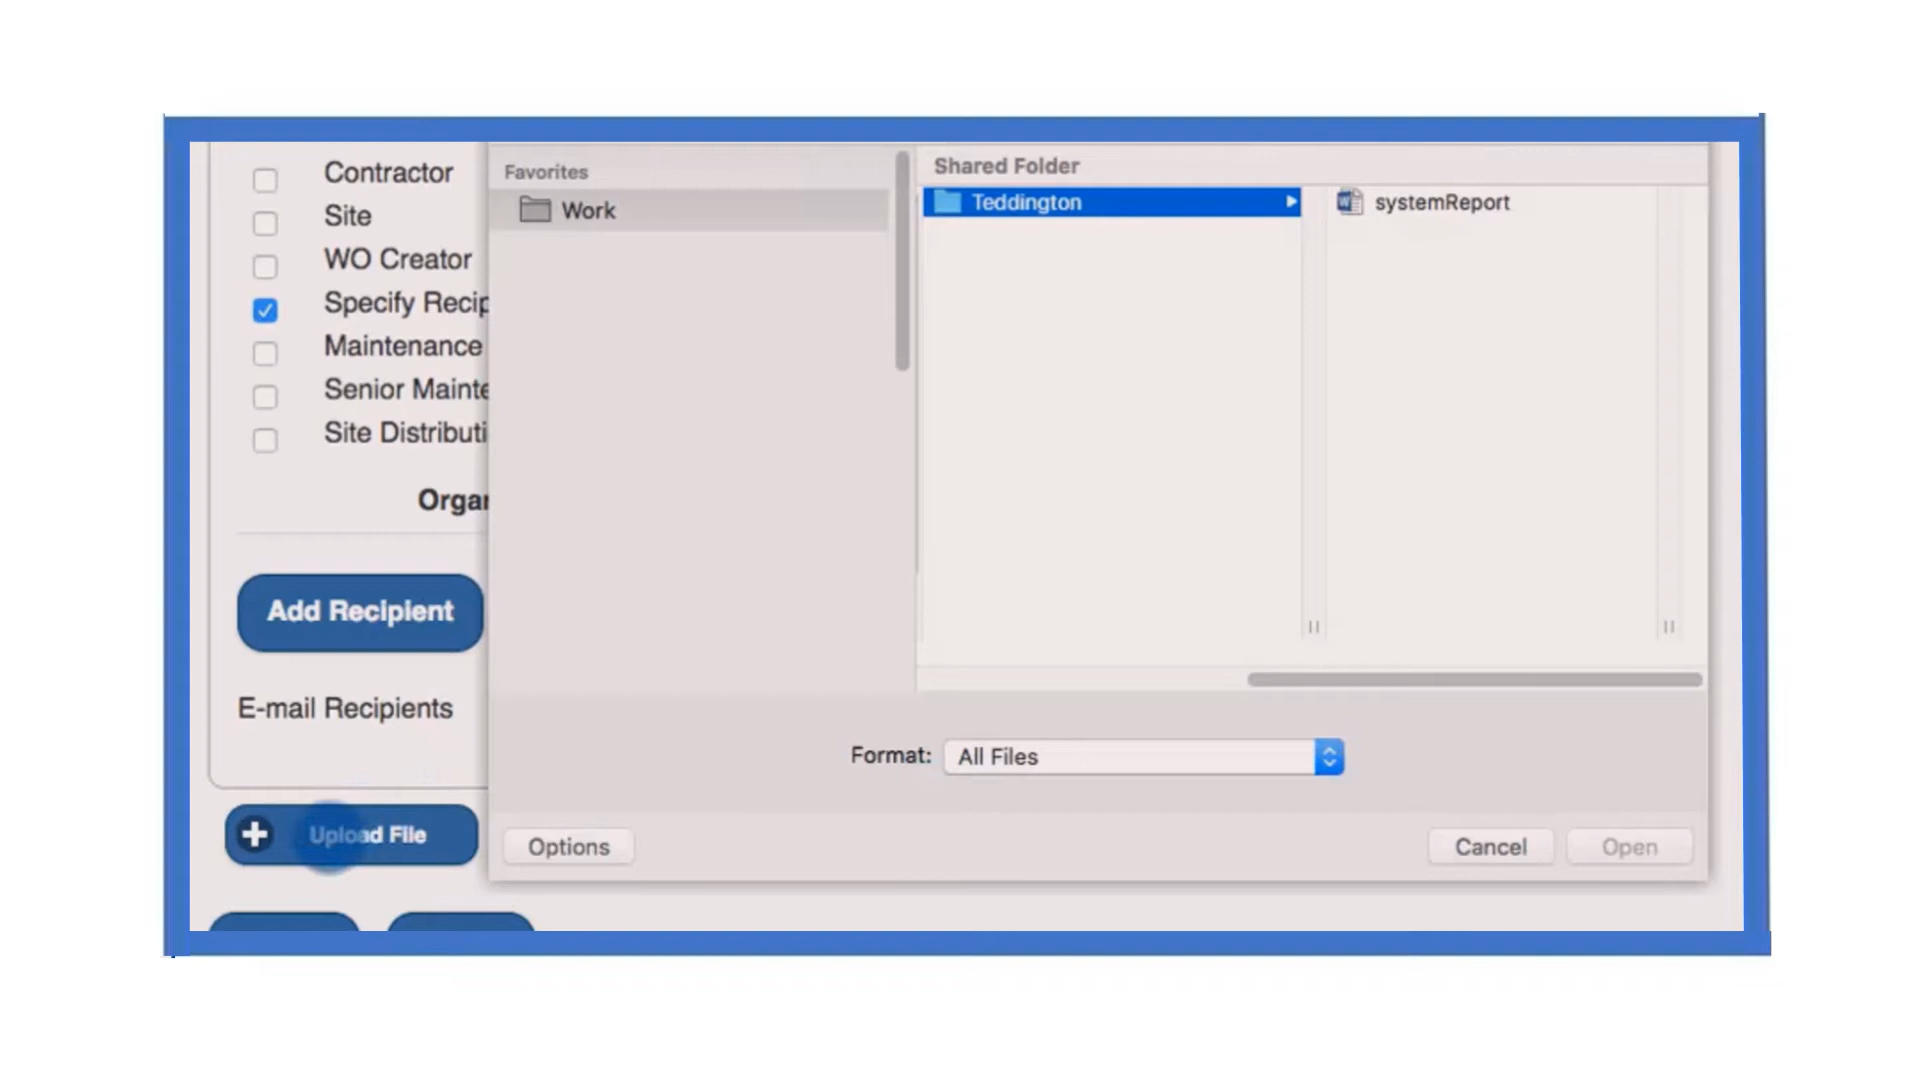 Contractor
Site
WO Creator
Specify Recip
Maintenance
Senior Mainte
Site Distributi
Organ
Add Recipient
E-mail Recipients
Upload File
Favorites
Work
Shared Folder
Teddington
systemReport
Format: All Files
Options
Cancel
Open